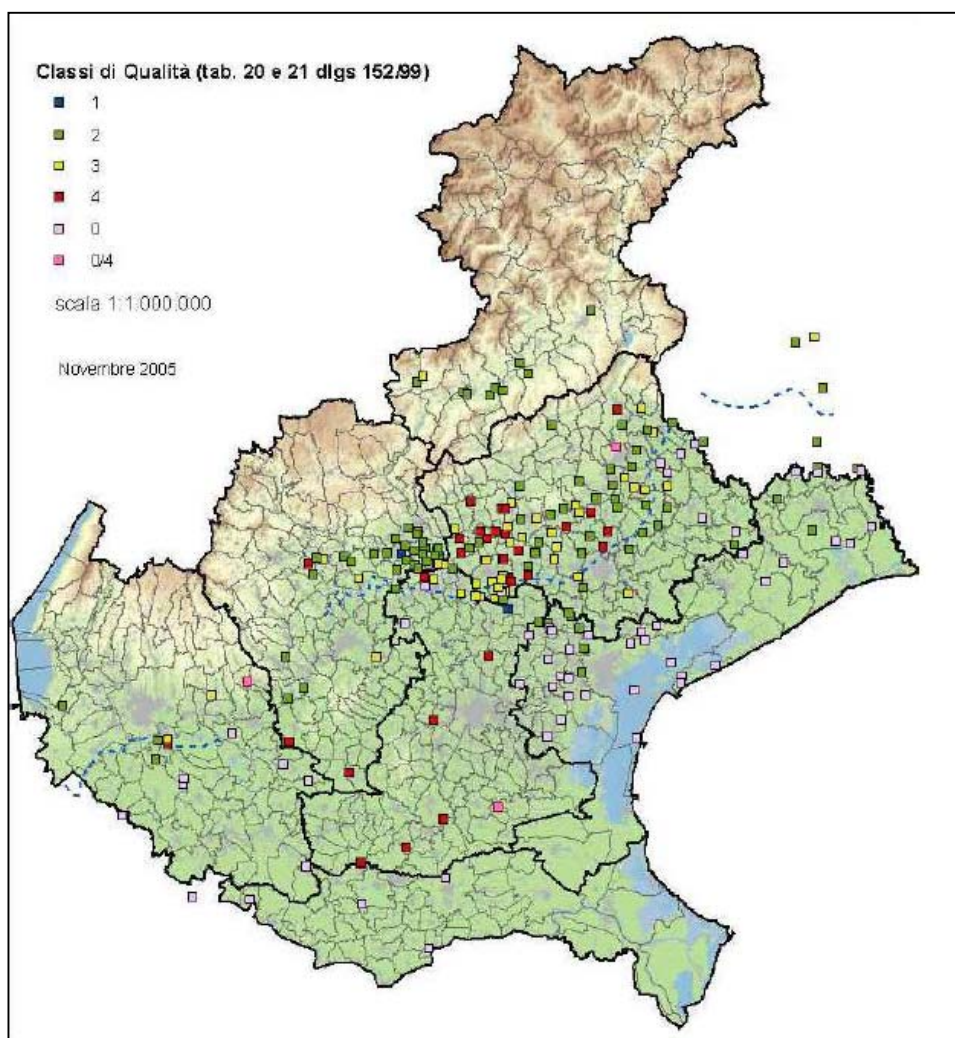 Classi di Qualità (tab. 20 e 21 dlgs 152/99)
1
2
3
4
0
0/4
scala 1:1.000.000
Novembre 2005